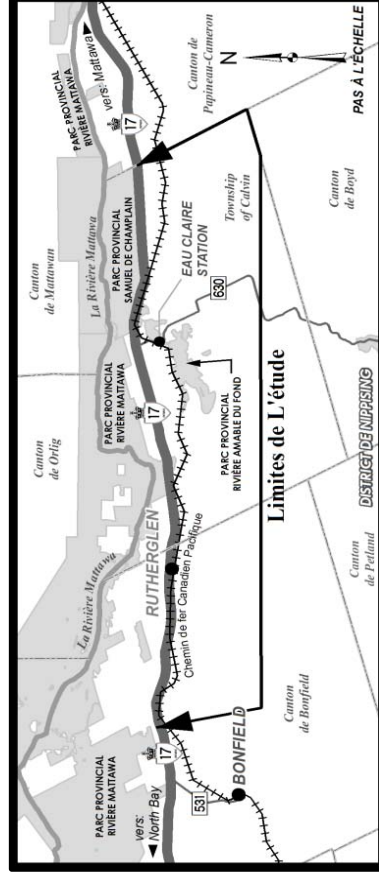 Canton
de Orlig
Canton
de Mattawan
PARC PROVINCIAL
RIVIÈRE MATTAWA
vers: Mattawa
17
PARC PROVINCIAL
RIVIÈRE MATTAWA
La Rivière Mattawa
La Rivière Mattawa
PARC PROVINCIAL
RIVIÈRE MATTAWA
PARC PROVINCIAL
SAMUEL DE CHAMPLAIN
Canton de
Papineau-Cameron
N
vers:
North Bay
17
RUTHERGLEN
17
EAU CLAIRE
STATION
Chemin de fer Canadien Pacifique
531
BONFIELD
PARC PROVINCIAL
RIVIÈRE AMABLE DU FOND
630
Township
of Calvin
Limites de L'étude
Canton
de Bonfield
Canton
de Petland
DISTRICT DE NIPPISING
Canton
de Boyd
PAS À L'ÉCHELLE